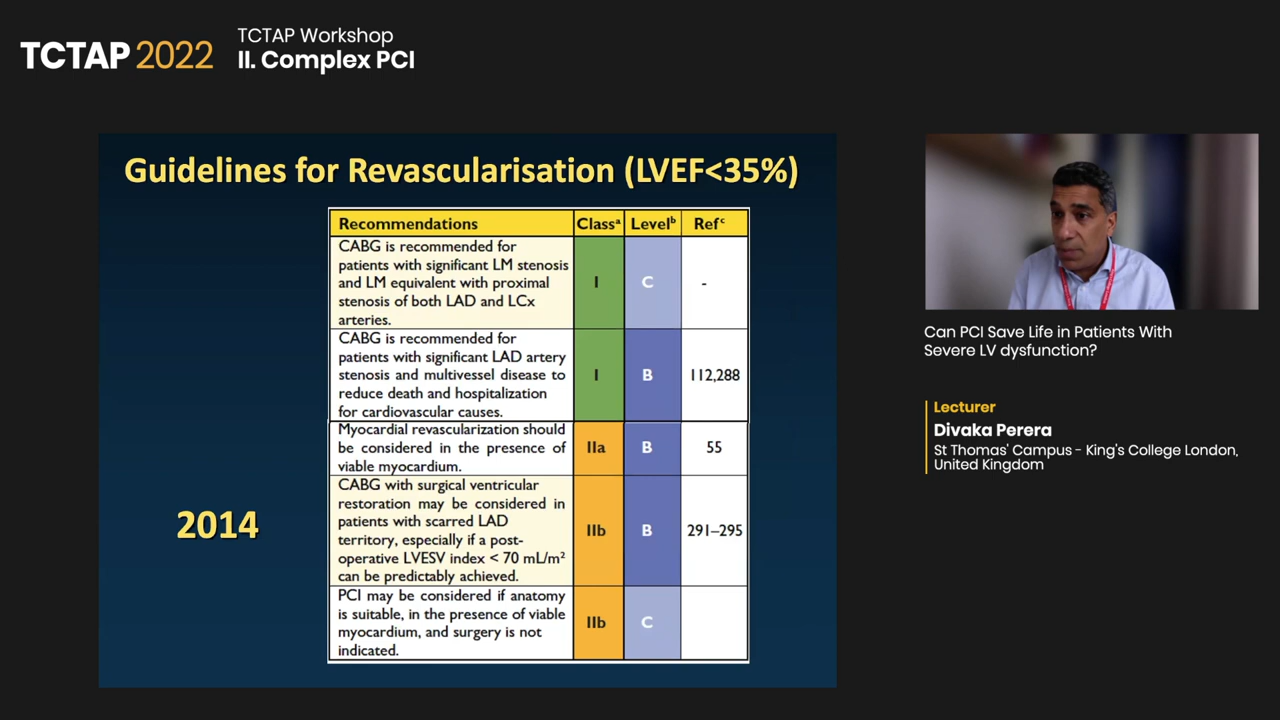 TCTAP 2022
TCTAP Workshop
II. Complex PCI
Guidelines for Revascularisation (LVEF<35%)
Recommendations Classᵃ Levelᵇ Refᶜ
CABG is recommended for
patients with significant LM stenosis
and LM equivalent with proximal
stenosis of both LAD and LCx
arteries.
I C -
CABG is recommended for
patients with significant LAD artery
stenosis and multivessel disease to
reduce death and hospitalization
for cardiovascular causes.
I B 112,288
Myocardial revascularization should
be considered in the presence of
viable myocardium.
IIa B 55
CABG with surgical ventricular
restoration may be considered in
patients with scarred LAD
territory, especially if a post-
operative LVESV index < 70 mL/m²
can be predictably achieved.
IIb B 291–295
PCI may be considered if anatomy
is suitable, in the presence of viable
myocardium, and surgery is not
indicated.
IIb C
2014
Can PCI Save Life in Patients With
Severe LV dysfunction?
Lecturer
Divaka Perera
St Thomas' Campus - King's College London,
United Kingdom